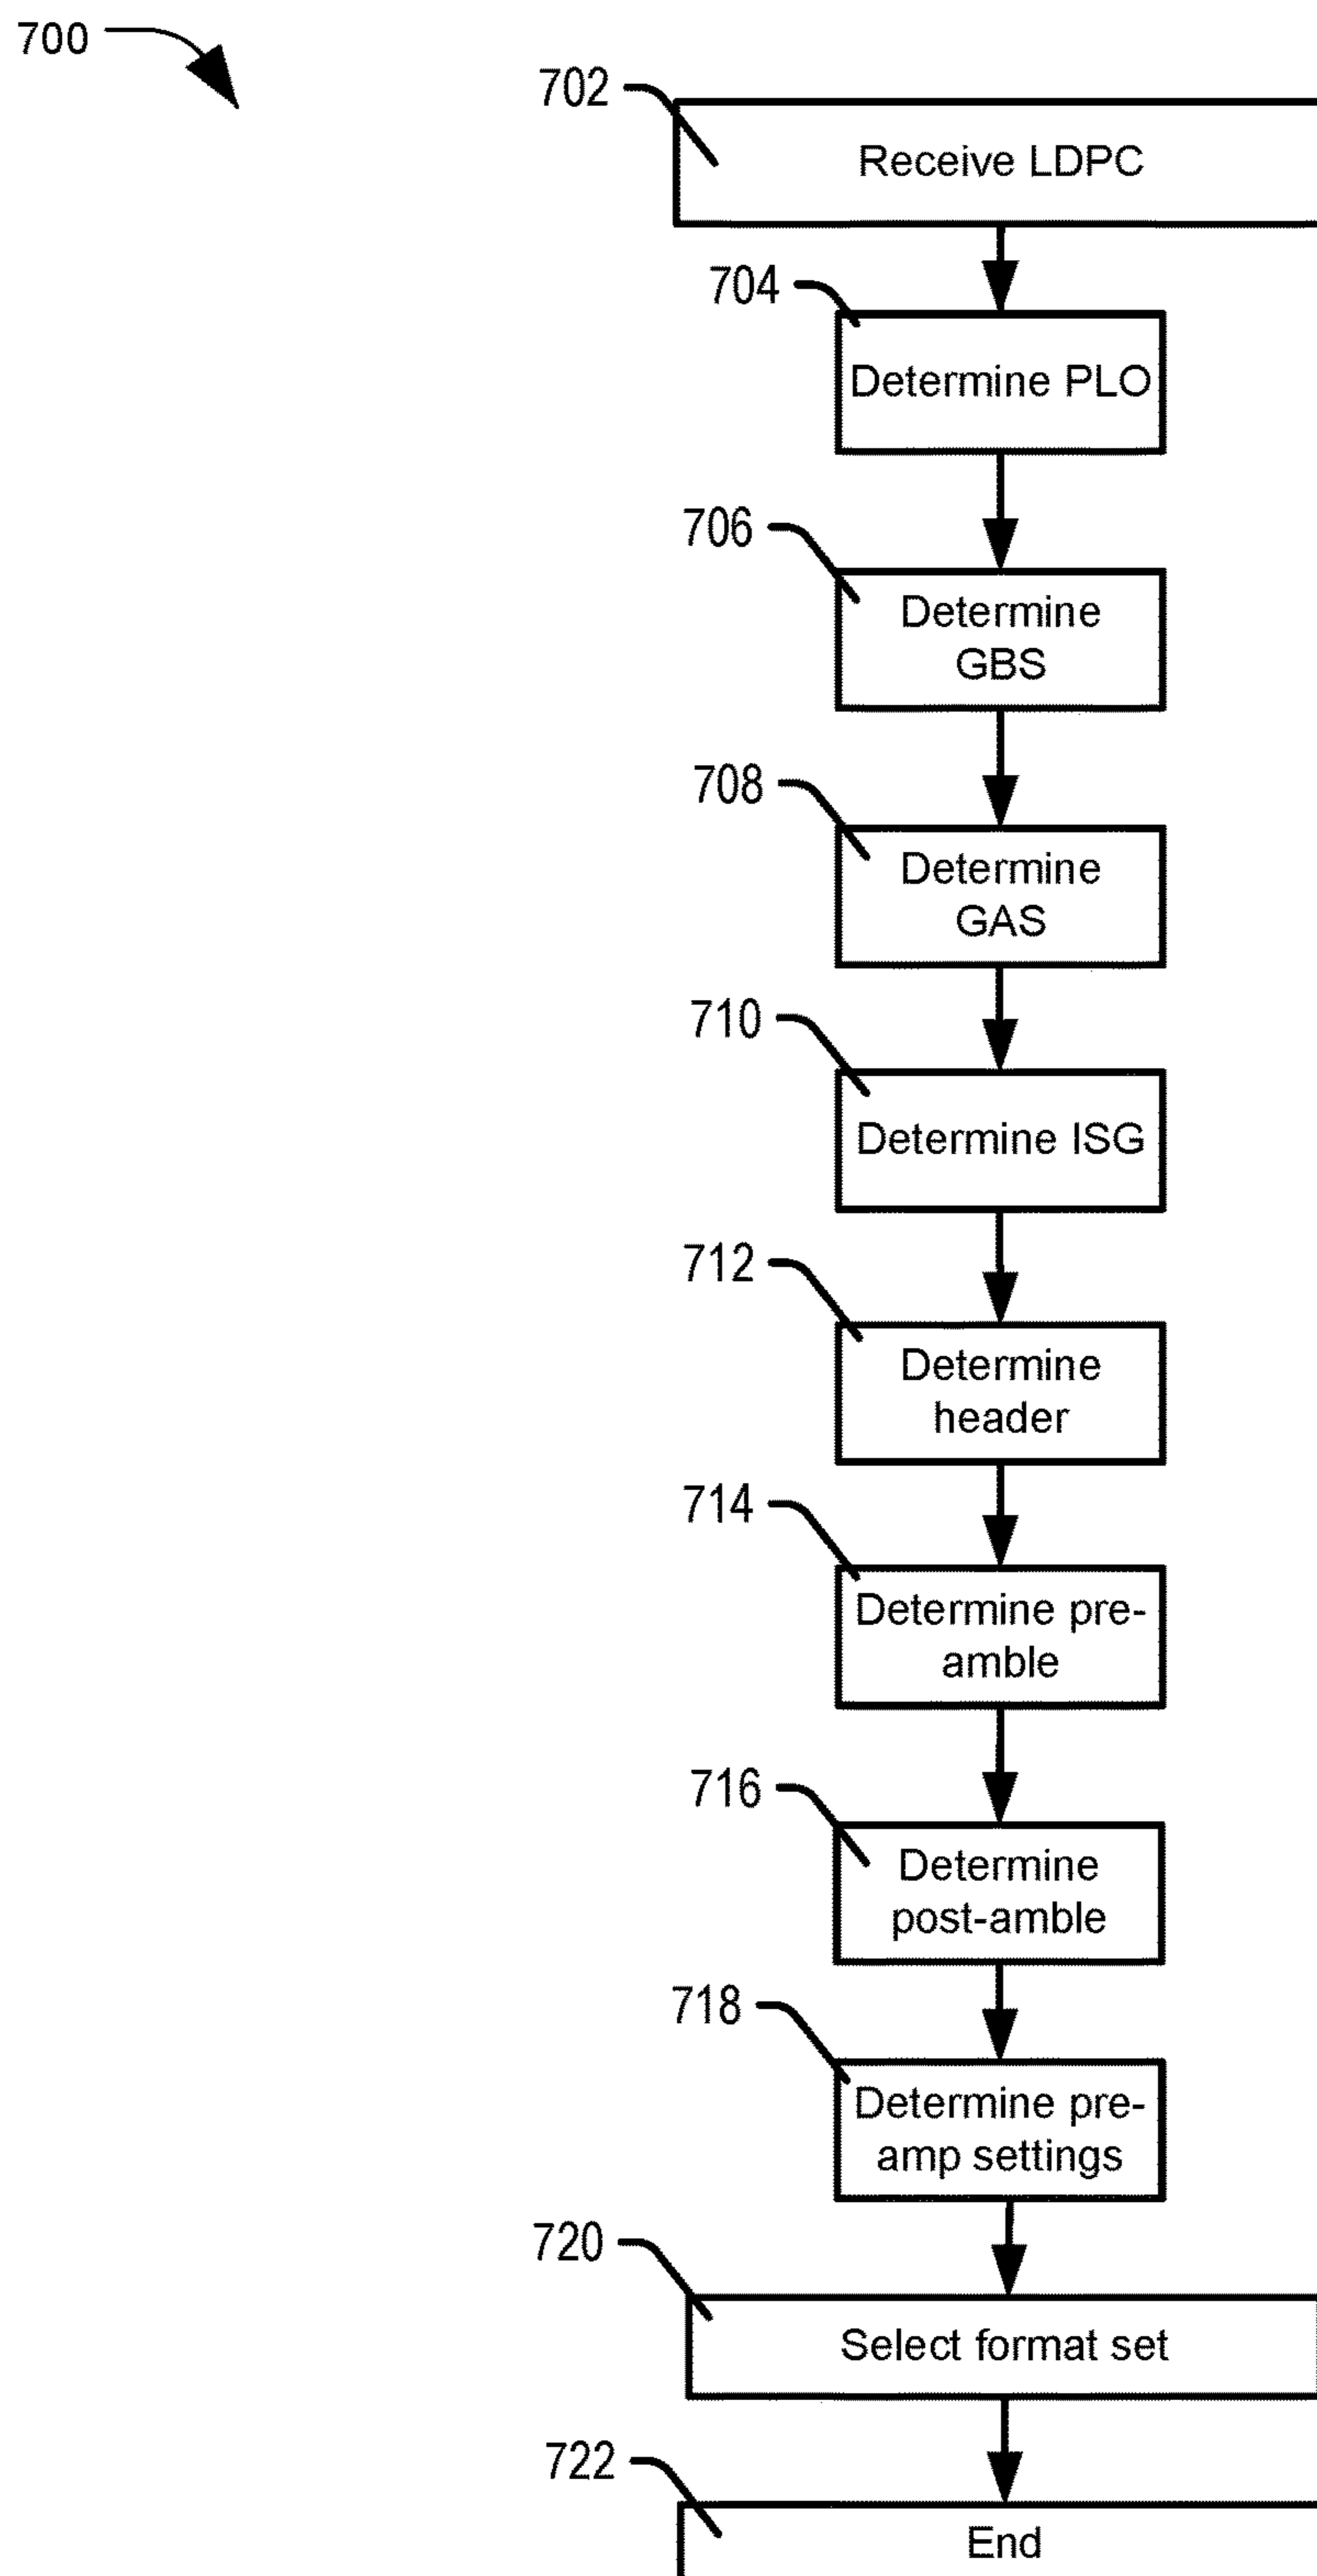 700
702
Receive LDPC
704
Determine PLO
706
Determine
GBS
708
Determine
GAS
710
Determine ISG
712
Determine
header
714
Determine pre-
amble
716
Determine
post-amble
718
Determine pre-
amp settings
720
Select format set
722
End